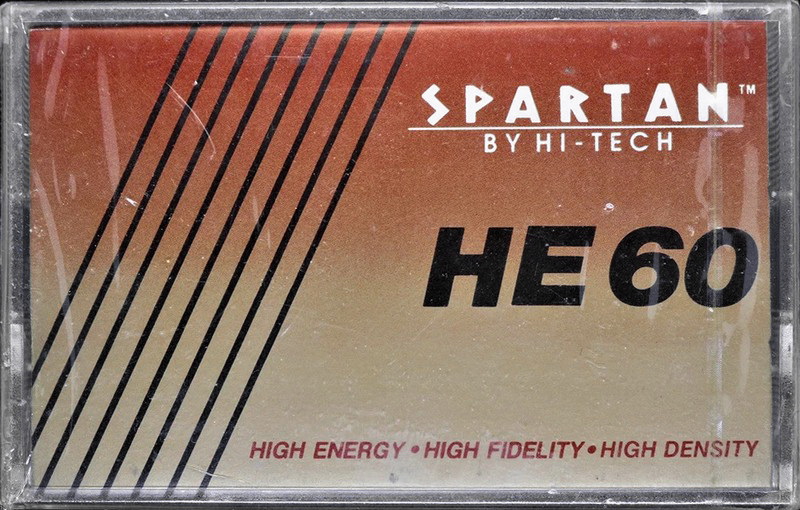 SPARTAN™
BY HI-TECH
HE 60
HIGH ENERGY • HIGH FIDELITY • HIGH DENSITY